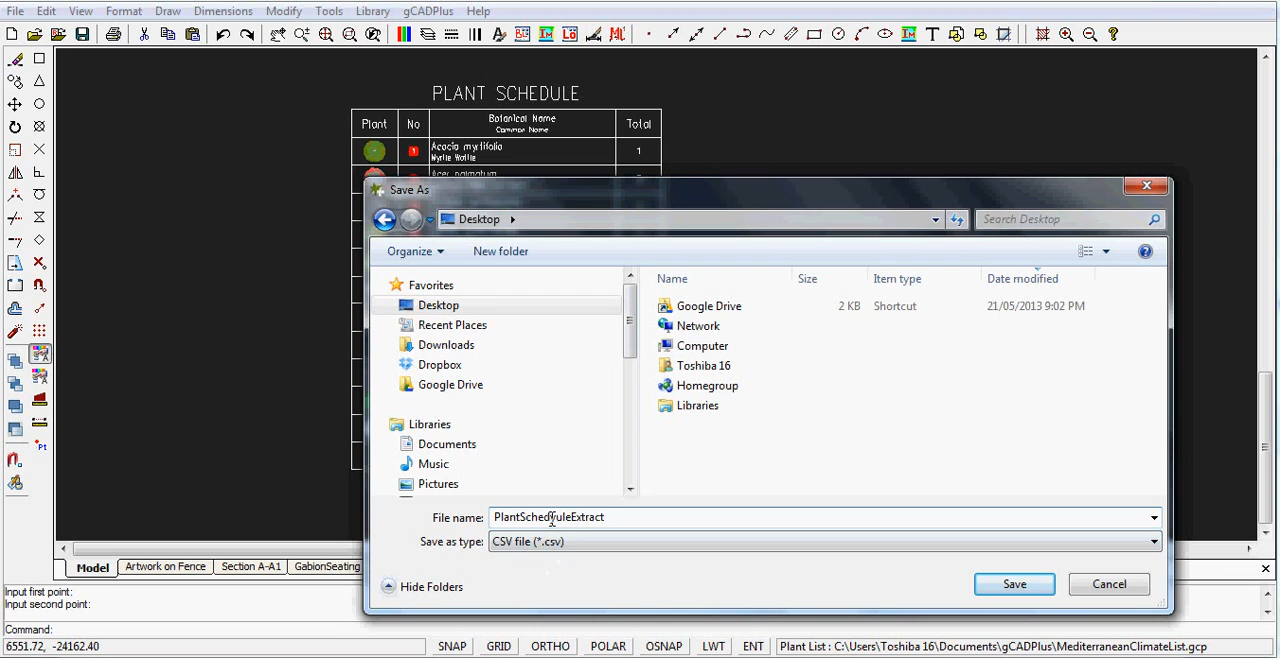 File Edit View Format Draw Dimensions Modify Tools Library gCADPlus Help
PLANT SCHEDULE
Plant No Botanical Name Total
Common Name
1 Acacia myrtifolia 1
Myrtle Wattle
Acer palmatum
Save As
Desktop
Search Desktop
Organize New folder
Favorites
Desktop
Recent Places
Downloads
Dropbox
Google Drive
Libraries
Documents
Music
Pictures
Name Size Item type Date modified
Google Drive 2 KB Shortcut 21/05/2013 9:02 PM
Network
Computer
Toshiba 16
Homegroup
Libraries
File name: PlantScheduleExtract
Save as type: CSV file (*.csv)
Hide Folders Save Cancel
Model Artwork on Fence Section A-A1 GabionSeating
Input first point:
Input second point:
Command:
6551.72, -24162.40 SNAP GRID ORTHO POLAR OSNAP LWT ENT Plant List : C:\Users\Toshiba 16\Documents\gCADPlus\MediterraneanClimateList.gcp